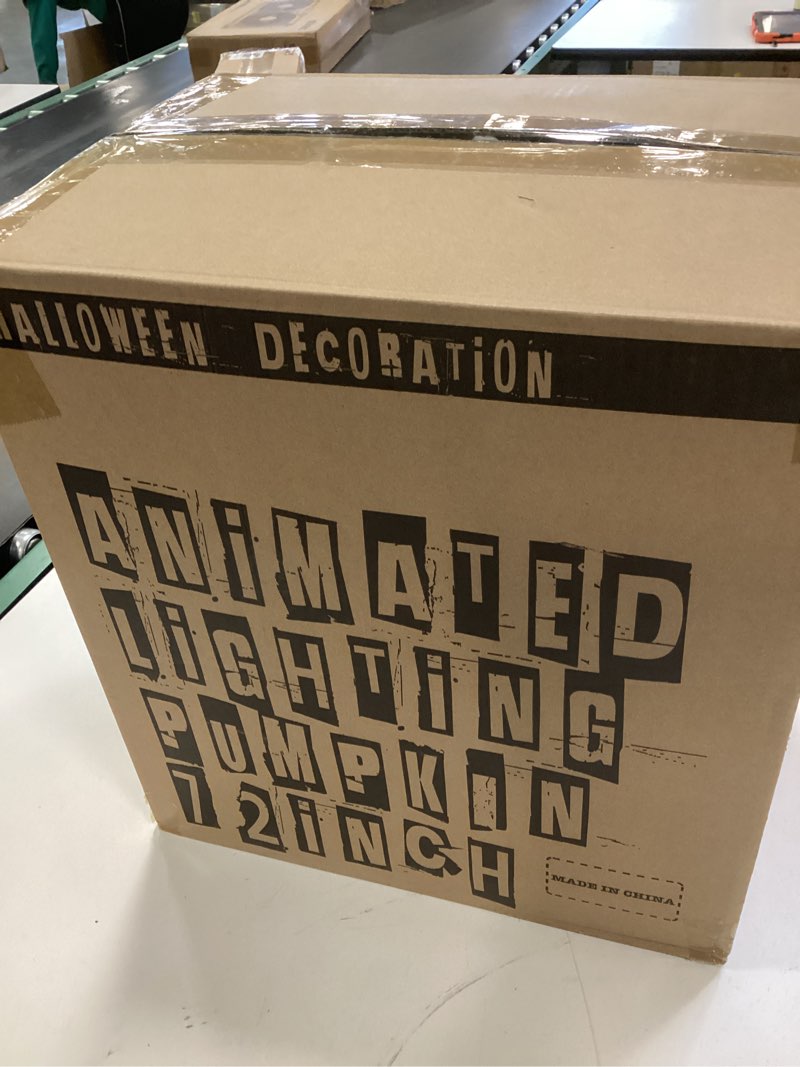 HALLOWEEN DECORATION
ANiMATED
LiGHTiNG
PUMPKIN
72iNCH
MADE IN CHINA